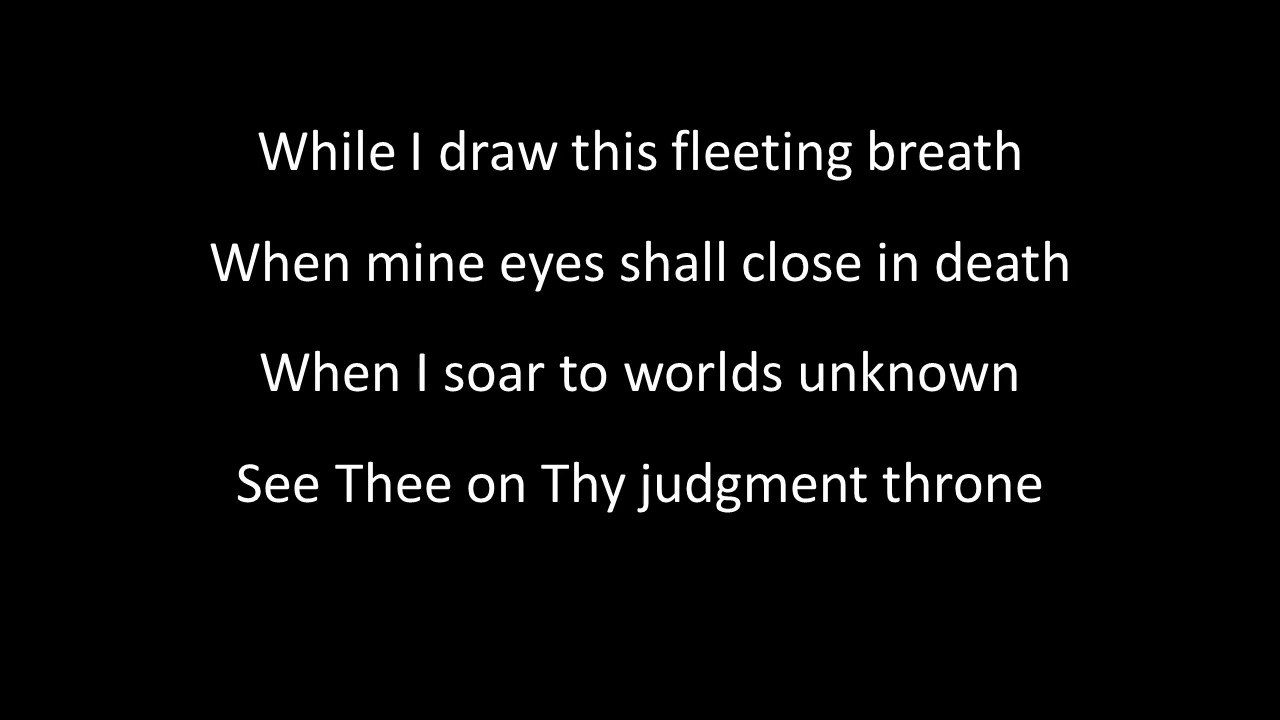 While I draw this fleeting breath
When mine eyes shall close in death
When I soar to worlds unknown
See Thee on Thy judgment throne